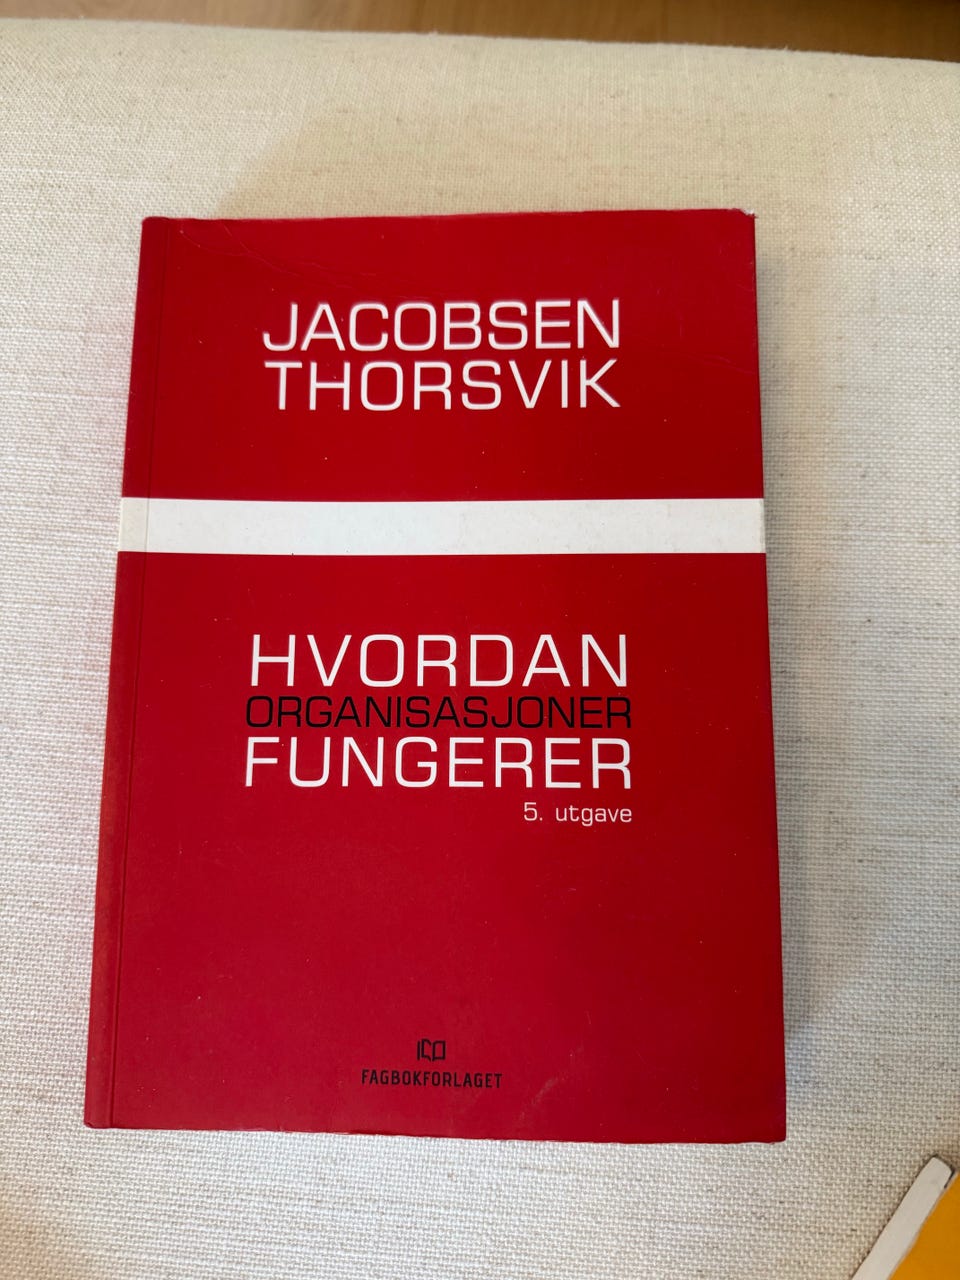 JACOBSEN
THORSVIK
HVORDAN
ORGANISASJONER
FUNGERER
5. utgave
FAGBOKFORLAGET